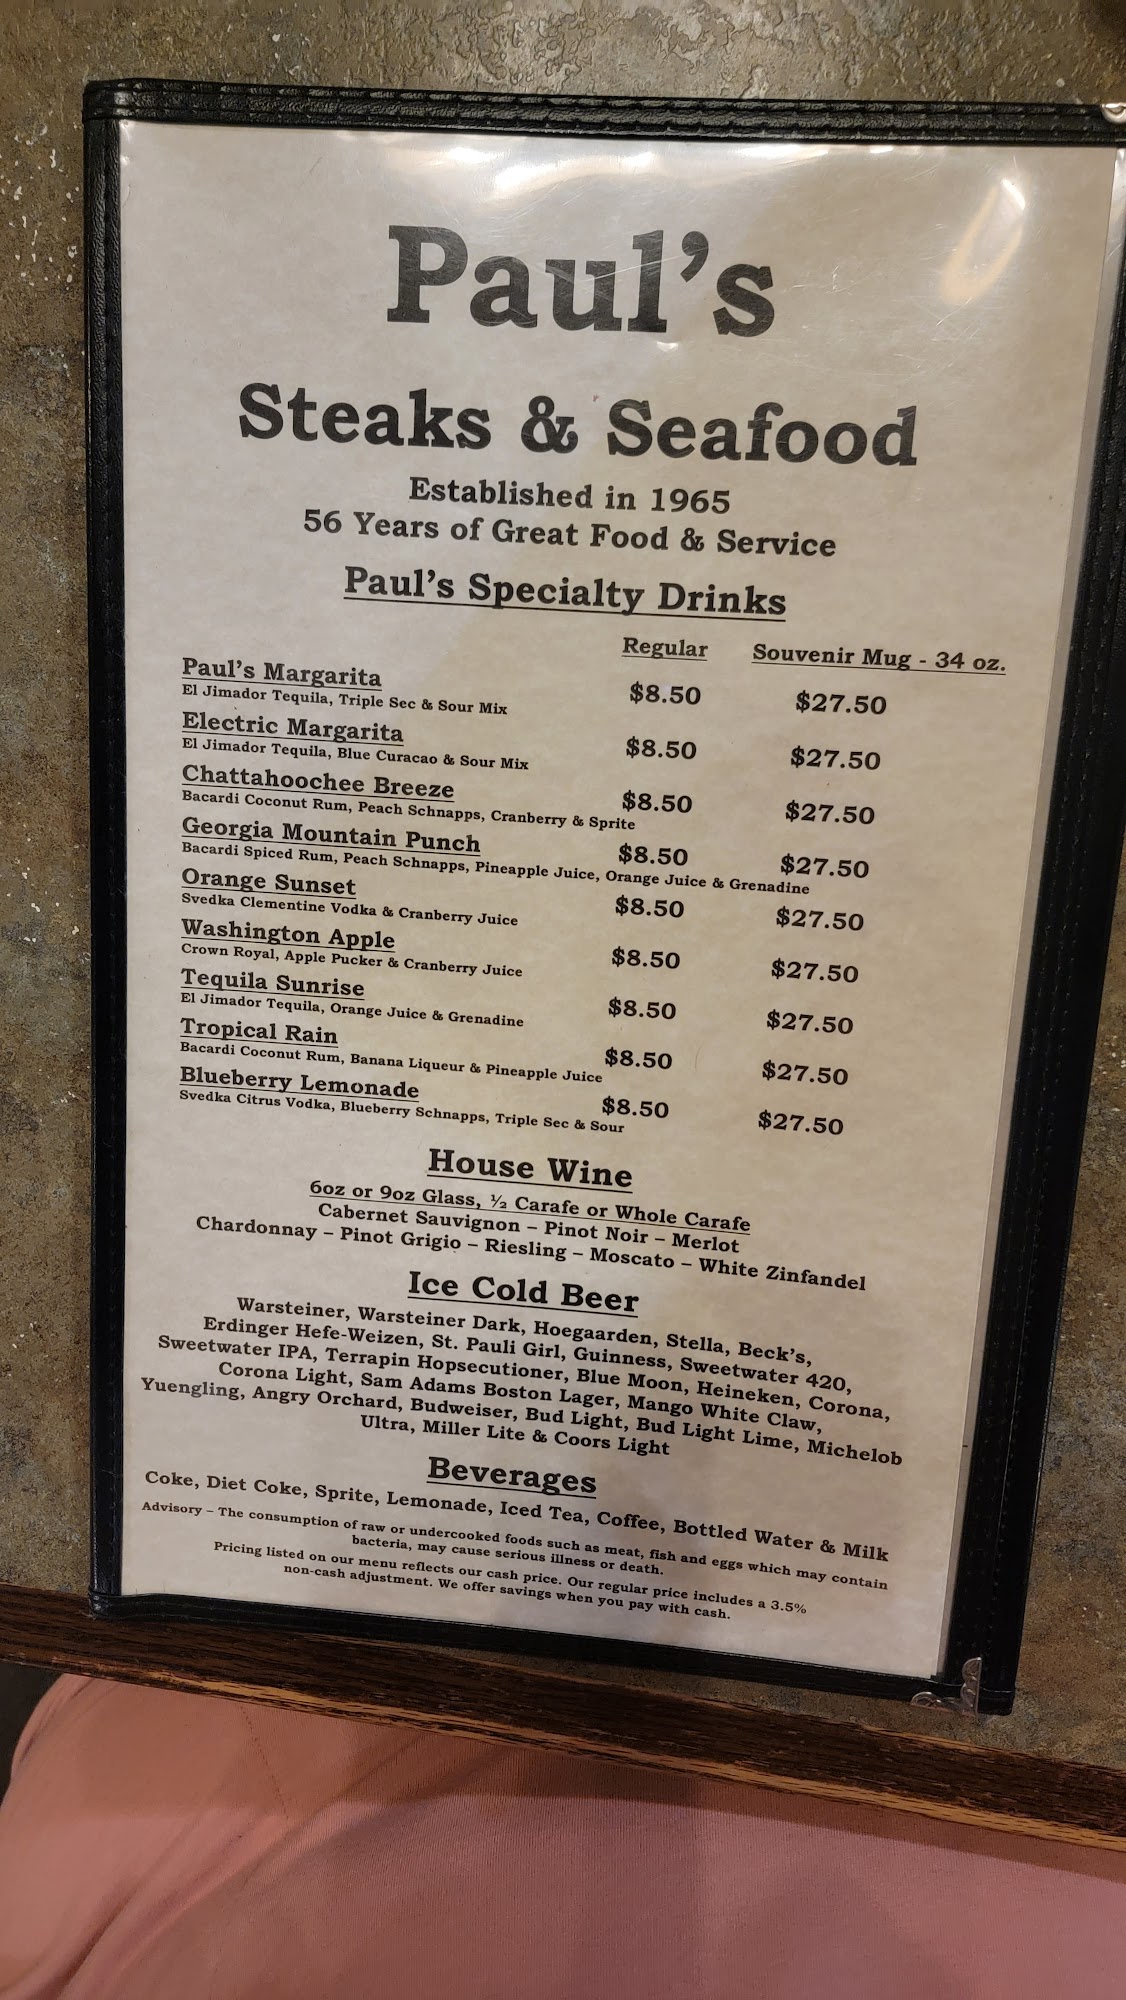 Paul's
Steaks & Seafood
Established in 1965
56 Years of Great Food & Service
Paul's Specialty Drinks
Regular Souvenir Mug - 34 oz.
Paul's Margarita $8.50 $27.50
El Jimador Tequila, Triple Sec & Sour Mix
Electric Margarita $8.50 $27.50
El Jimador Tequila, Blue Curacao & Sour Mix
Chattahoochee Breeze $8.50 $27.50
Bacardi Coconut Rum, Peach Schnapps, Cranberry & Sprite
Georgia Mountain Punch $8.50 $27.50
Bacardi Spiced Rum, Peach Schnapps, Pineapple Juice, Orange Juice & Grenadine
Orange Sunset $8.50 $27.50
Svedka Clementine Vodka & Cranberry Juice
Washington Apple $8.50 $27.50
Crown Royal, Apple Pucker & Cranberry Juice
Tequila Sunrise $8.50 $27.50
El Jimador Tequila, Orange Juice & Grenadine
Tropical Rain $8.50 $27.50
Bacardi Coconut Rum, Banana Liqueur & Pineapple Juice
Blueberry Lemonade $8.50 $27.50
Svedka Citrus Vodka, Blueberry Schnapps, Triple Sec & Sour
House Wine
6oz or 9oz Glass, ½ Carafe or Whole Carafe
Cabernet Sauvignon – Pinot Noir – Merlot
Chardonnay – Pinot Grigio – Riesling – Moscato – White Zinfandel
Ice Cold Beer
Warsteiner, Warsteiner Dark, Hoegaarden, Stella, Beck's,
Erdinger Hefe-Weizen, St. Pauli Girl, Guinness, Sweetwater 420,
Sweetwater IPA, Terrapin Hopsecutioner, Blue Moon, Heineken, Corona,
Corona Light, Sam Adams Boston Lager, Mango White Claw,
Yuengling, Angry Orchard, Budweiser, Bud Light, Bud Light Lime, Michelob
Ultra, Miller Lite & Coors Light
Beverages
Coke, Diet Coke, Sprite, Lemonade, Iced Tea, Coffee, Bottled Water & Milk
Advisory – The consumption of raw or undercooked foods such as meat, fish and eggs which may contain
bacteria, may cause serious illness or death.
Pricing listed on our menu reflects our cash price. Our regular price includes a 3.5%
non-cash adjustment. We offer savings when you pay with cash.